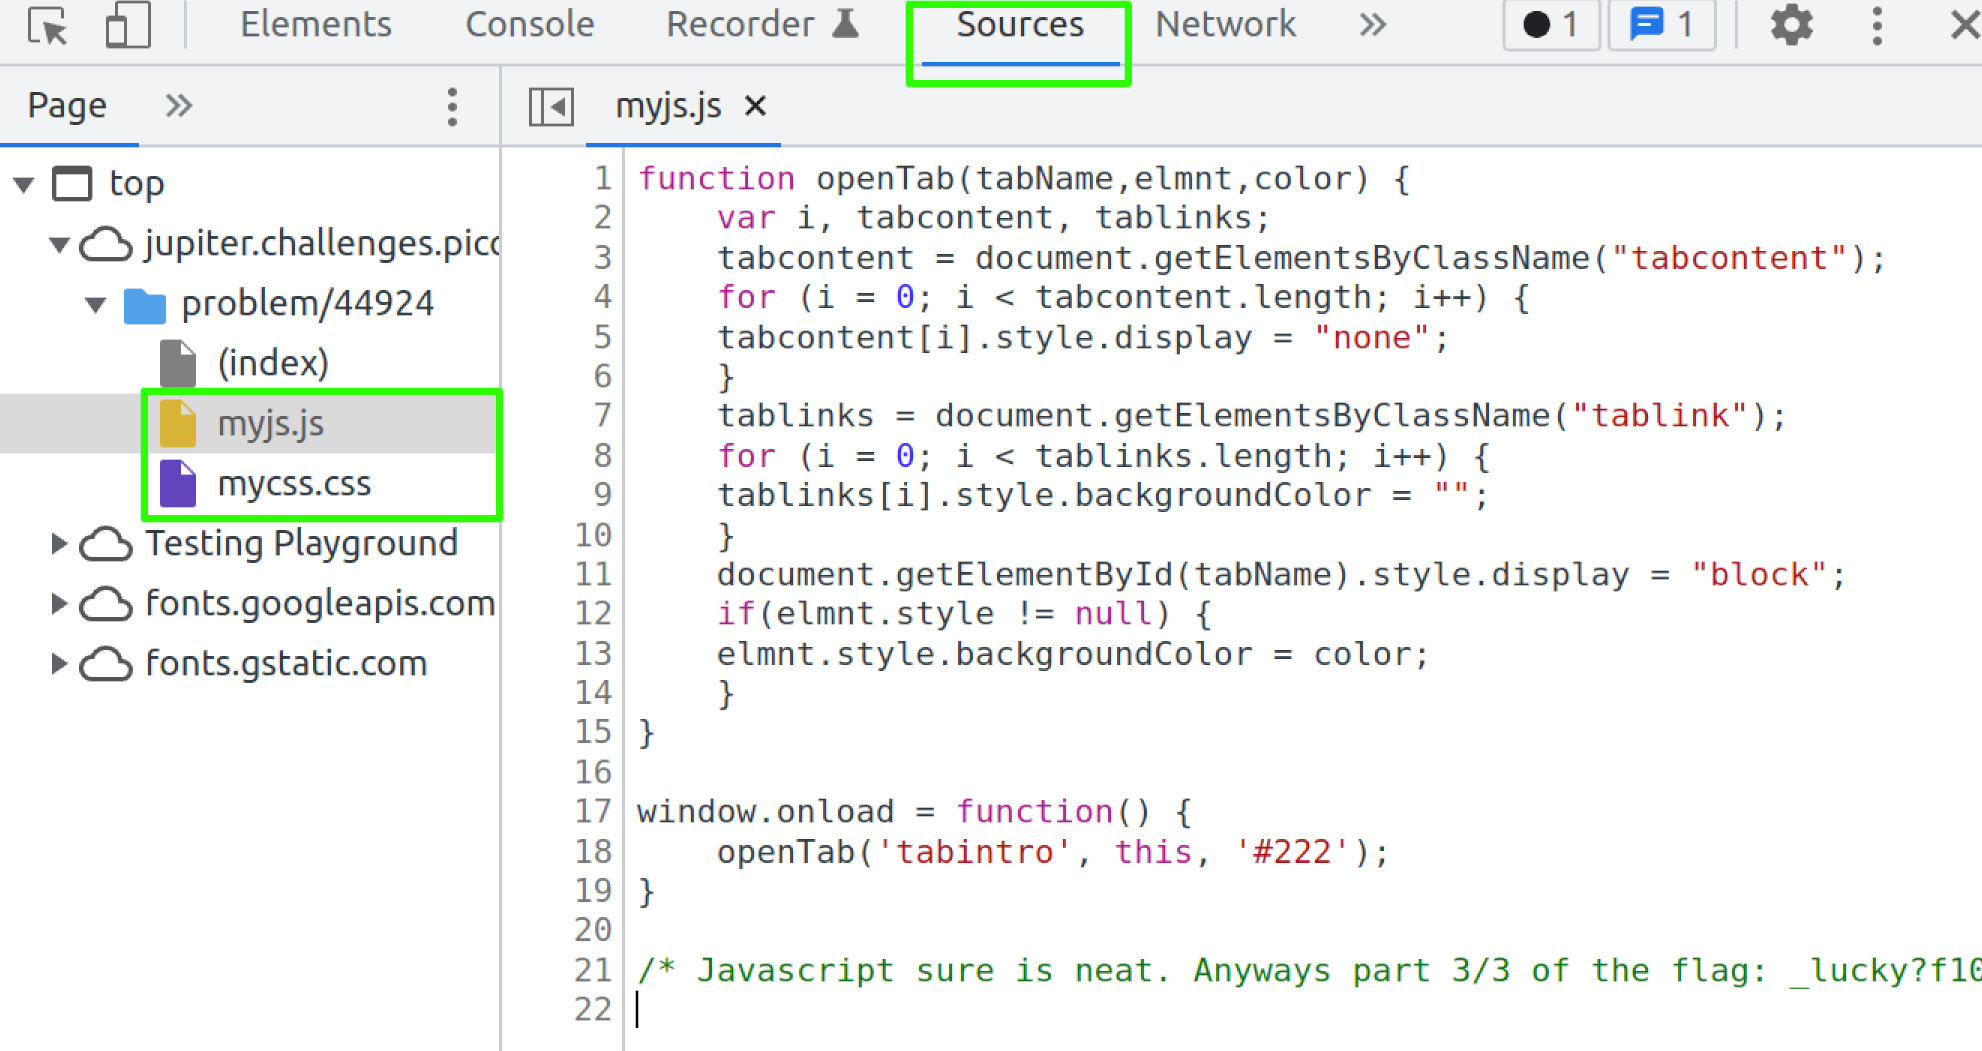 Elements Console Recorder Sources Network 1 1
Page myjs.js
top
jupiter.challenges.pico
problem/44924
(index)
myjs.js
mycss.css
Testing Playground
fonts.googleapis.com
fonts.gstatic.com
1 function openTab(tabName,elmnt,color) {
2 var i, tabcontent, tablinks;
3 tabcontent = document.getElementsByClassName("tabcontent");
4 for (i = 0; i < tabcontent.length; i++) {
5 tabcontent[i].style.display = "none";
6 }
7 tablinks = document.getElementsByClassName("tablink");
8 for (i = 0; i < tablinks.length; i++) {
9 tablinks[i].style.backgroundColor = "";
10 }
11 document.getElementById(tabName).style.display = "block";
12 if(elmnt.style != null) {
13 elmnt.style.backgroundColor = color;
14 }
15 }
16
17 window.onload = function() {
18 openTab('tabintro', this, '#222');
19 }
20
21 /* Javascript sure is neat. Anyways part 3/3 of the flag: _lucky?f10
22